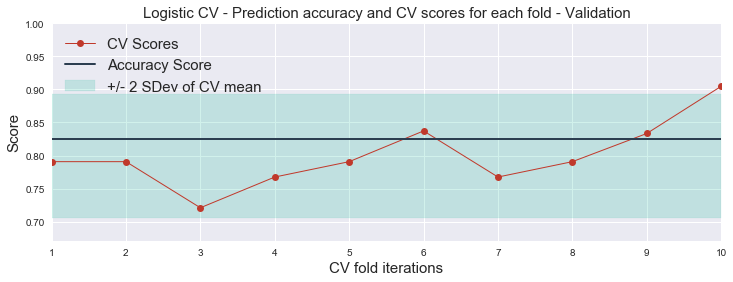 Logistic CV - Prediction accuracy and CV scores for each fold - Validation
1.00
0.95
0.90
0.85
0.80
0.75
0.70
Score
CV Scores
Accuracy Score
+/- 2 SDev of CV mean
1 2 3 4 5 6 7 8 9 10
CV fold iterations